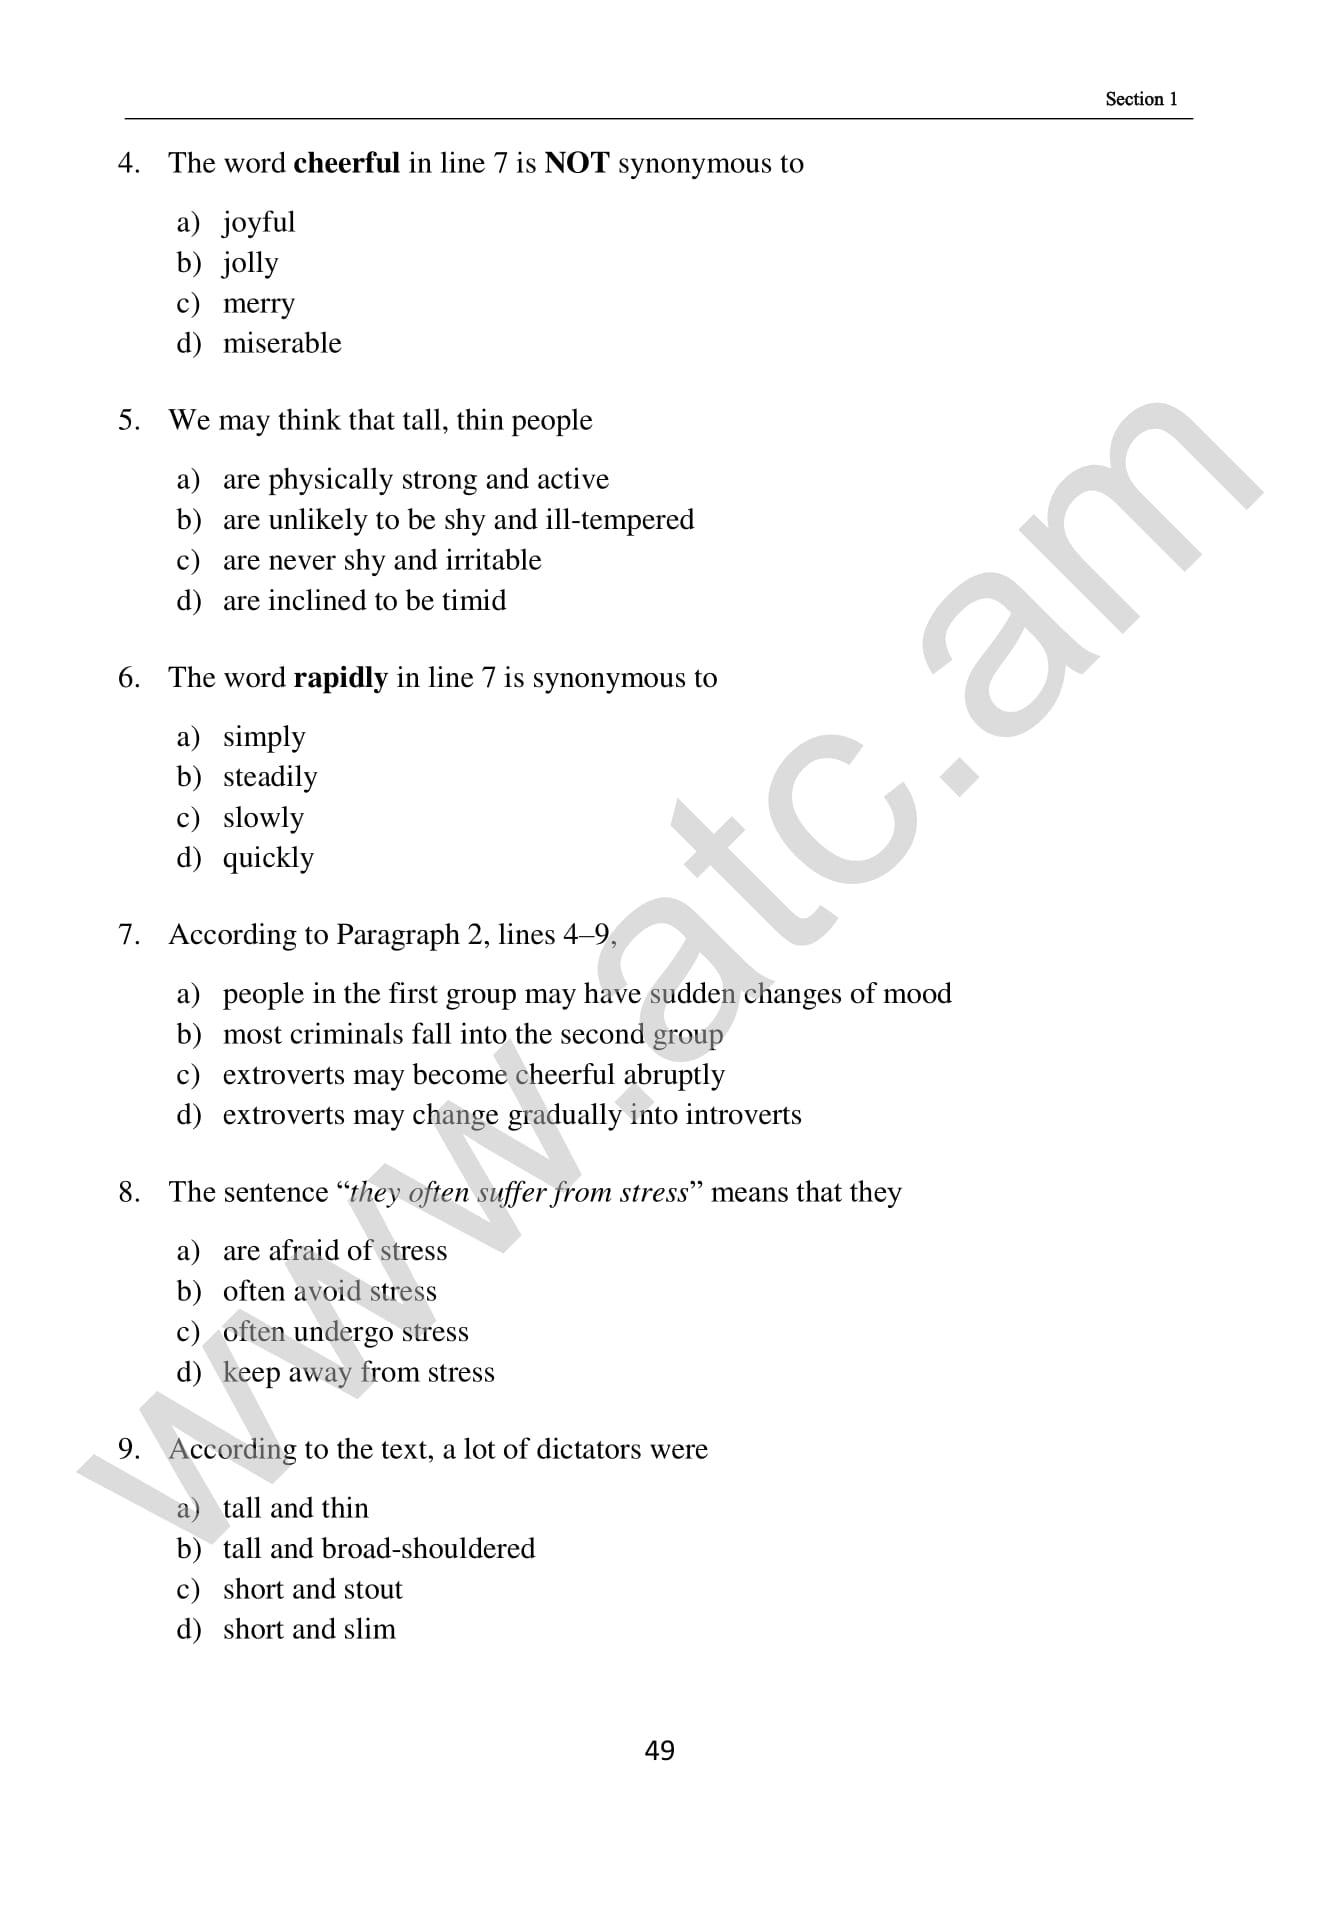 Section 1
4. The word cheerful in line 7 is NOT synonymous to
a) joyful
b) jolly
c) merry
d) miserable
5. We may think that tall, thin people
a) are physically strong and active
b) are unlikely to be shy and ill-tempered
c) are never shy and irritable
d) are inclined to be timid
6. The word rapidly in line 7 is synonymous to
a) simply
b) steadily
c) slowly
d) quickly
7. According to Paragraph 2, lines 4–9,
a) people in the first group may have sudden changes of mood
b) most criminals fall into the second group
c) extroverts may become cheerful abruptly
d) extroverts may change gradually into introverts
8. The sentence “they often suffer from stress” means that they
a) are afraid of stress
b) often avoid stress
c) often undergo stress
d) keep away from stress
9. According to the text, a lot of dictators were
a) tall and thin
b) tall and broad-shouldered
c) short and stout
d) short and slim
49
www.atc.am